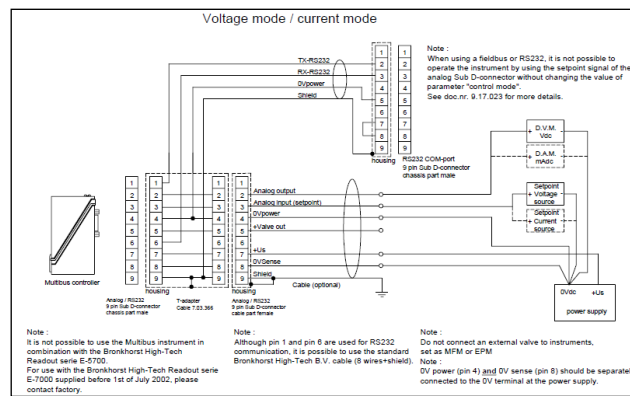 Voltage mode / current mode
TX-RS232
RX-RS232
0Vpower
Shield
1
2
3
4
5
6
7
8
9
housing
1
2
3
4
5
6
7
8
9
RS232 COM-port
9 pin Sub D-connector
chassis part male
Note :
When using a fieldbus or RS232, it is not possible to
operate the instrument by using the setpoint signal of the
analog Sub D-connector without changing the value of
parameter "control mode".
See doc.nr. 9.17.023 for more details.
+ D.V.M. -
Vdc
+ D.A.M. -
mAdc
Setpoint
+ Voltage -
source
Setpoint
+ Current -
source
0Vdc
+Us
power supply
Multibus controller
1
2
3
4
5
6
7
8
9
Analog / RS232
9 pin Sub D-connector
chassis part male
1
2
3
4
5
6
7
8
9
housing
T-adapter
Cable 7.03.366
1
2
3
4
5
6
7
8
9
1
2
3
4
5
6
7
8
9
housing
Analog / RS232
9 pin Sub D-connector
cable part female
Analog output
Analog input (setpoint)
0Vpower
+Valve out
+Us
0VSense
Shield
Cable (optional)
Note :
It is not possible to use the Multibus instrument in
combination with the Bronkhorst High-Tech
Readout serie E-5700.
For use with the Bronkhorst High-Tech Readout serie
E-7000 supplied before 1st of July 2002, please
contact factory.
Note :
Although pin 1 and pin 6 are used for RS232
communication, it is possible to use the standard
Bronkhorst High-Tech B.V. cable (8 wires+shield).
Note :
Do not connect an external valve to instruments,
set as MFM or EPM
Note :
0V power (pin 4) and 0V sense (pin 8) should be separately
connected to the 0V terminal at the power supply.